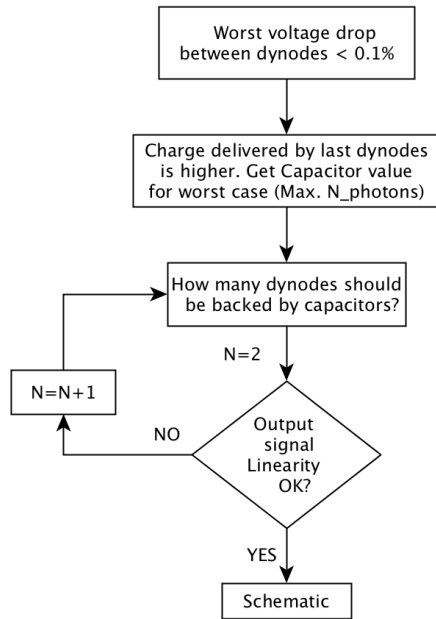 Worst voltage drop
between dynodes < 0.1%
Charge delivered by last dynodes
is higher. Get Capacitor value
for worst case (Max. N_photons)
How many dynodes should
be backed by capacitors?
N=2
N=N+1
NO
Output
signal
Linearity
OK?
YES
Schematic